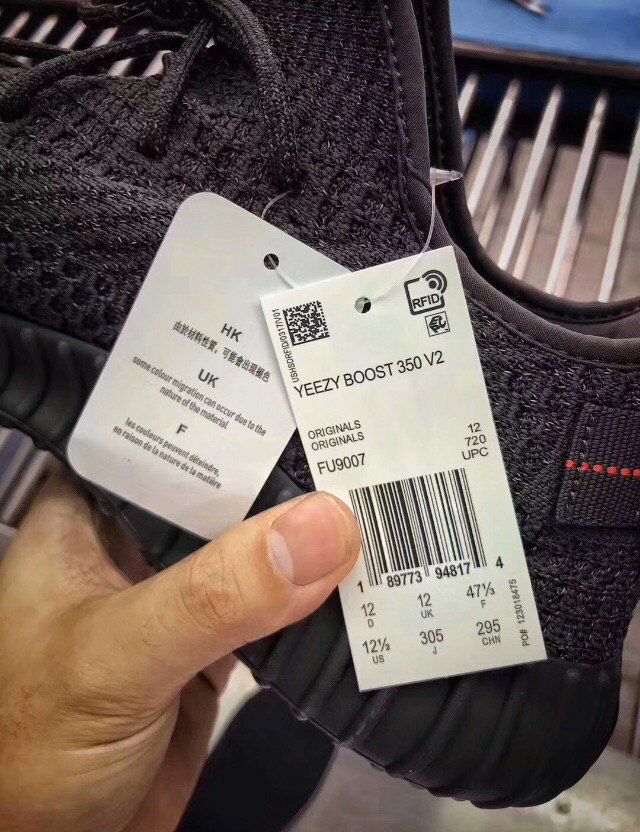 HK
由於材料性質，可能會出現褪色
UK
some colour migration can occur due to the
nature of the material
F
les couleurs peuvent déteindre,
en raison de la nature de la matière
RFID
YEEZY BOOST 350 V2
ORIGINALS
ORIGINALS
12
720
FU9007
UPC
1 89773 94817 4
12 12 47⅓
D UK F
12½ 305 295
US J CHN
PO# 123018475